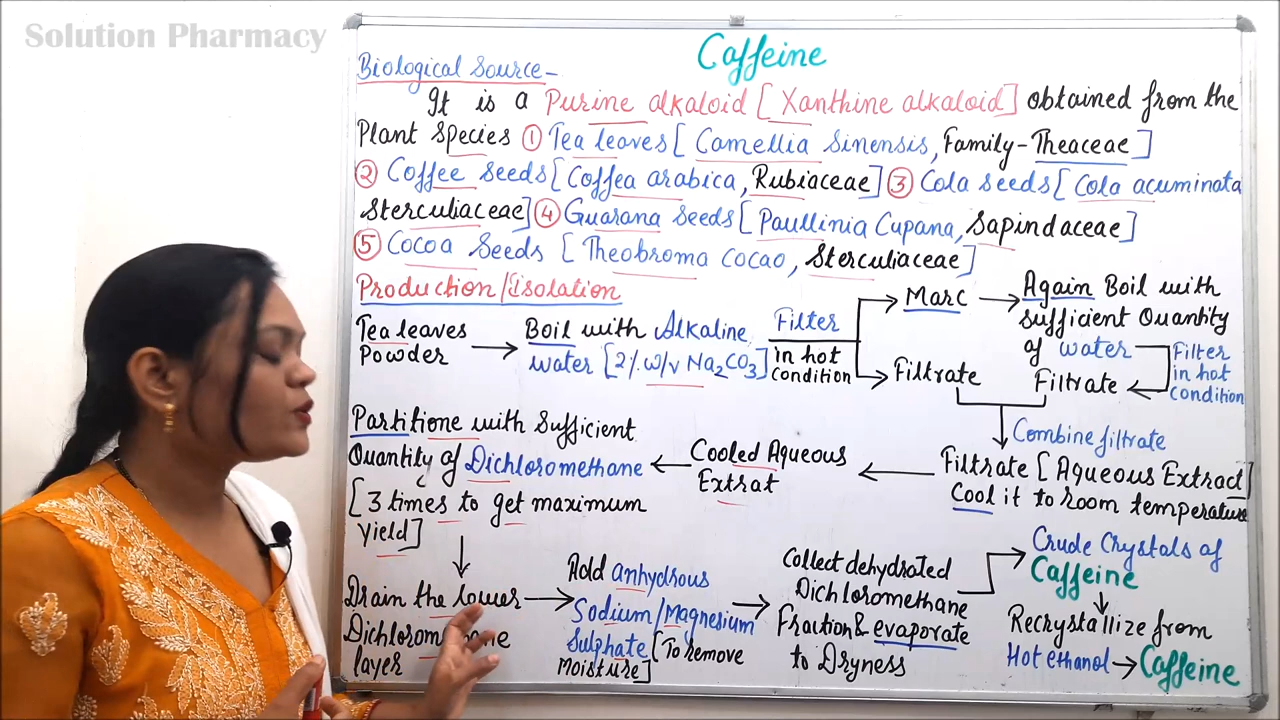 Solution Pharmacy
Caffeine
Biological Source-
It is a Purine alkaloid [Xanthine alkaloid] obtained from the
Plant Species ① Tea leaves [Camellia Sinensis, Family-Theaceae]
② Coffee seeds [Coffea arabica, Rubiaceae] ③ Cola seeds [Cola acuminata
Sterculiaceae] ④ Guarana seeds [Paullinia Cupana, Sapindaceae]
⑤ Cocoa Seeds [Theobroma cocao, Sterculiaceae]
Production/Isolation
Tea leaves
Powder
Boil with Alkaline
water [2% w/v Na2CO3]
Filter
in hot
condition
Marc
Filtrate
Again Boil with
sufficient Quantity
of water
Filter
in hot
condition
Filtrate
Combine filtrate
Filtrate [Aqueous Extract]
Cool it to room temperature
Cooled Aqueous
Extrat
Partitione with Sufficient
Quantity of Dichloromethane
[3 times to get maximum
yield]
Drain the lower
layer
Add anhydrous
Sodium/Magnesium
Sulphate [To remove
Moisture]
Collect dehydrated
Dichloromethane
Fraction & evaporate
to Dryness
Crude Crystals of
Caffeine
Recrystallize from
Hot ethanol → Caffeine